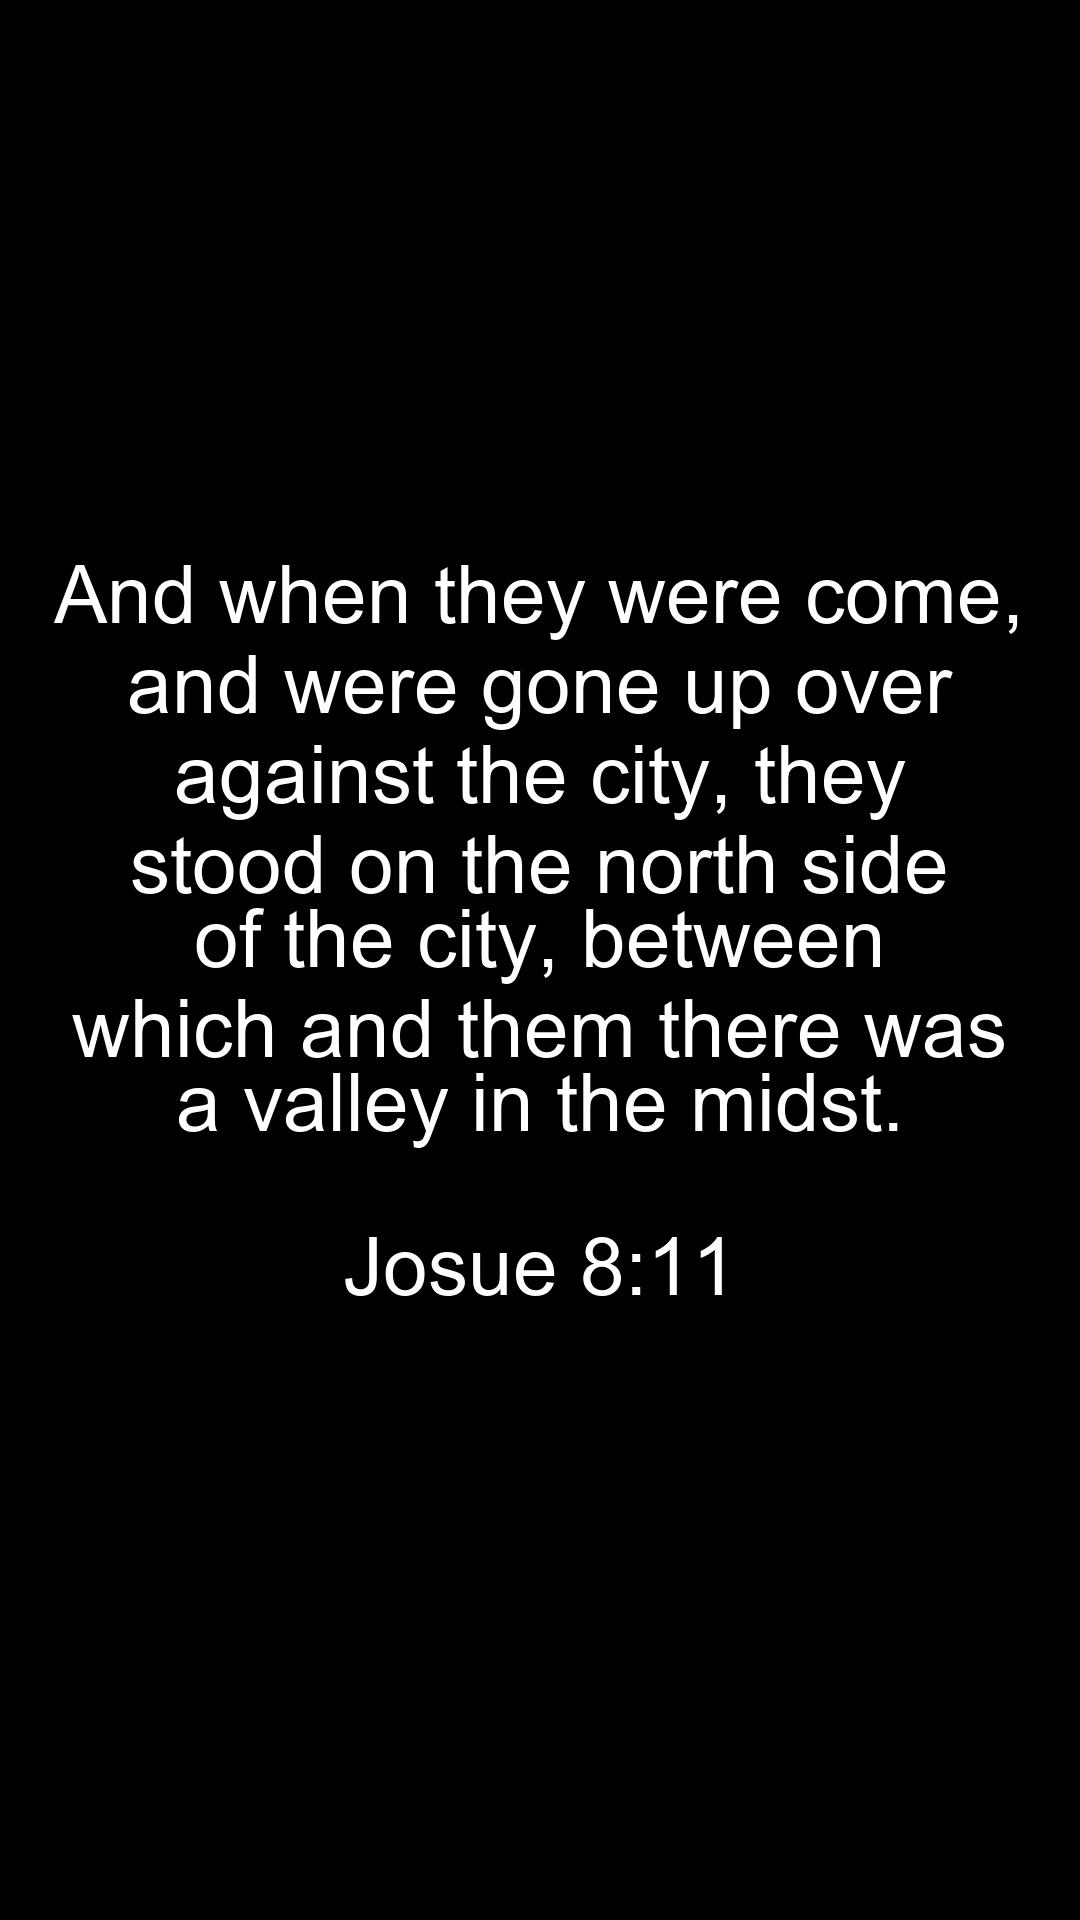 And when they were come,
and were gone up over
against the city, they
stood on the north side
of the city, between
which and them there was
a valley in the midst.
Josue 8:11